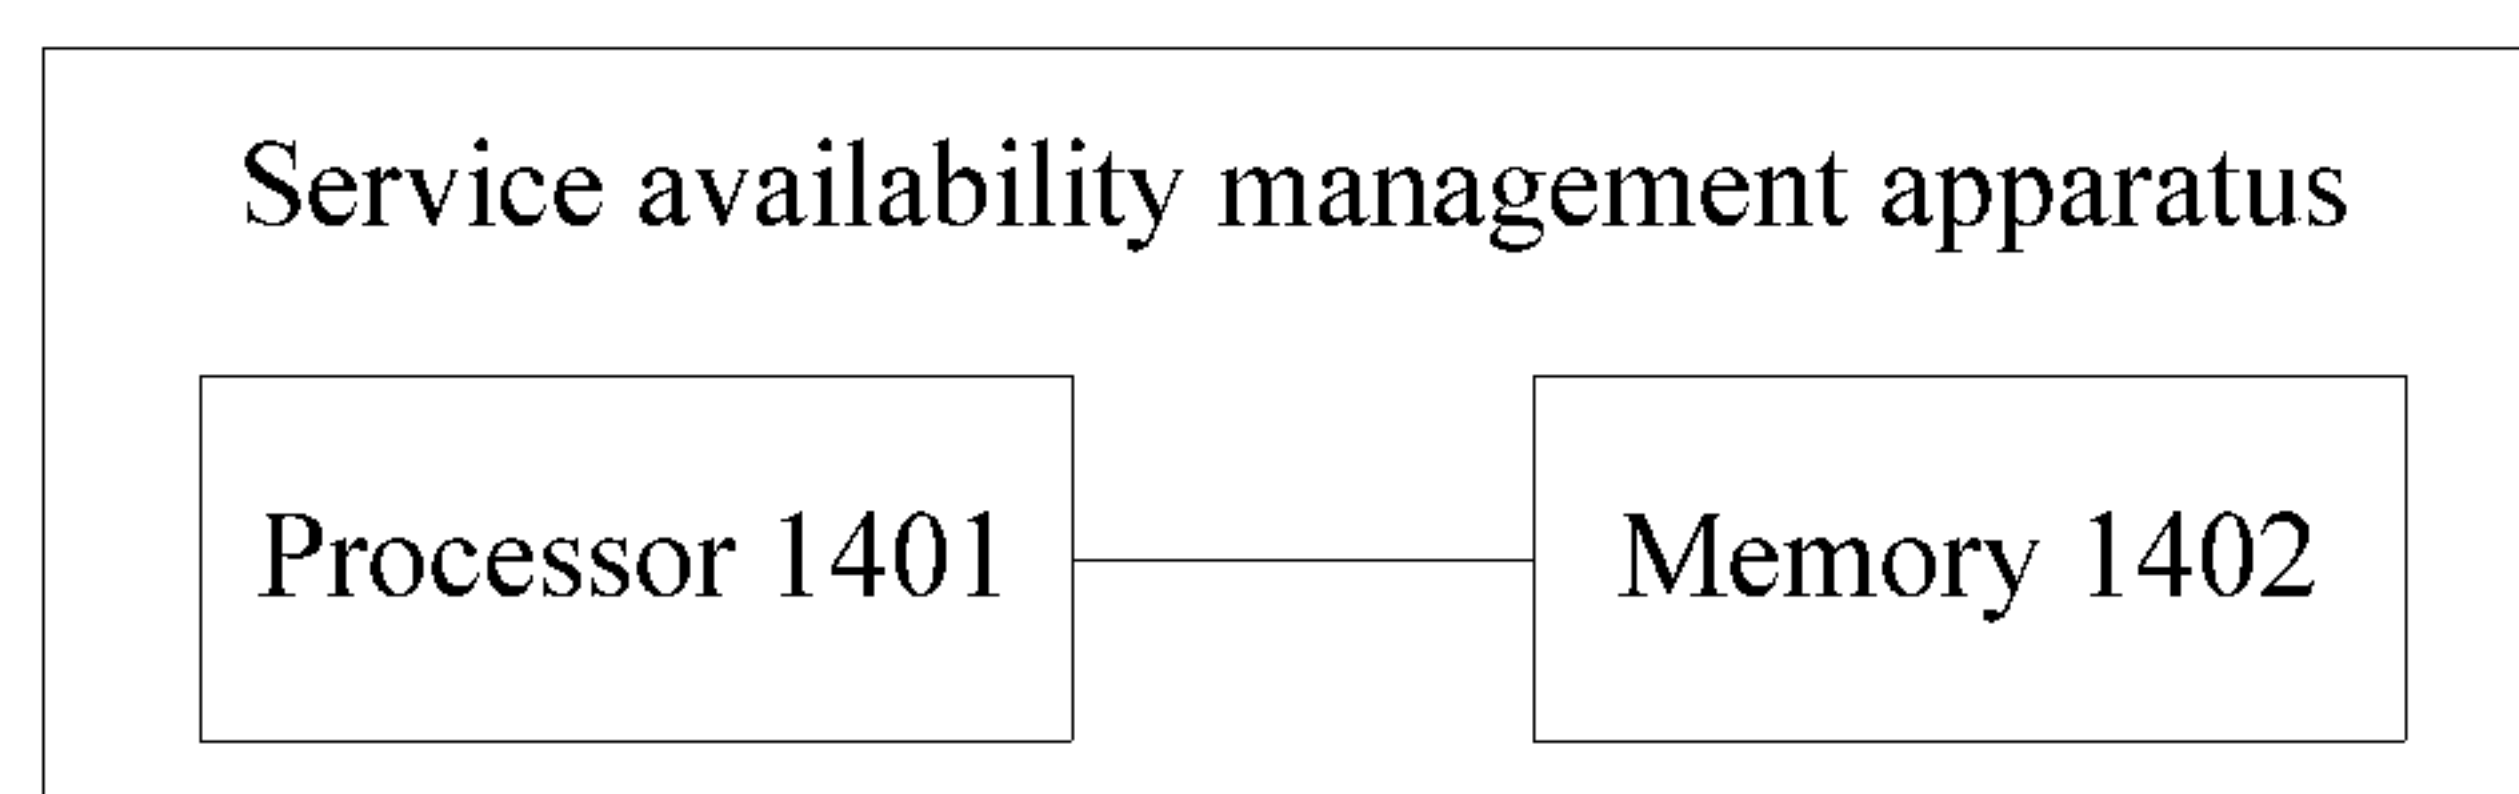 Service availability management apparatus
Processor 1401
Memory 1402